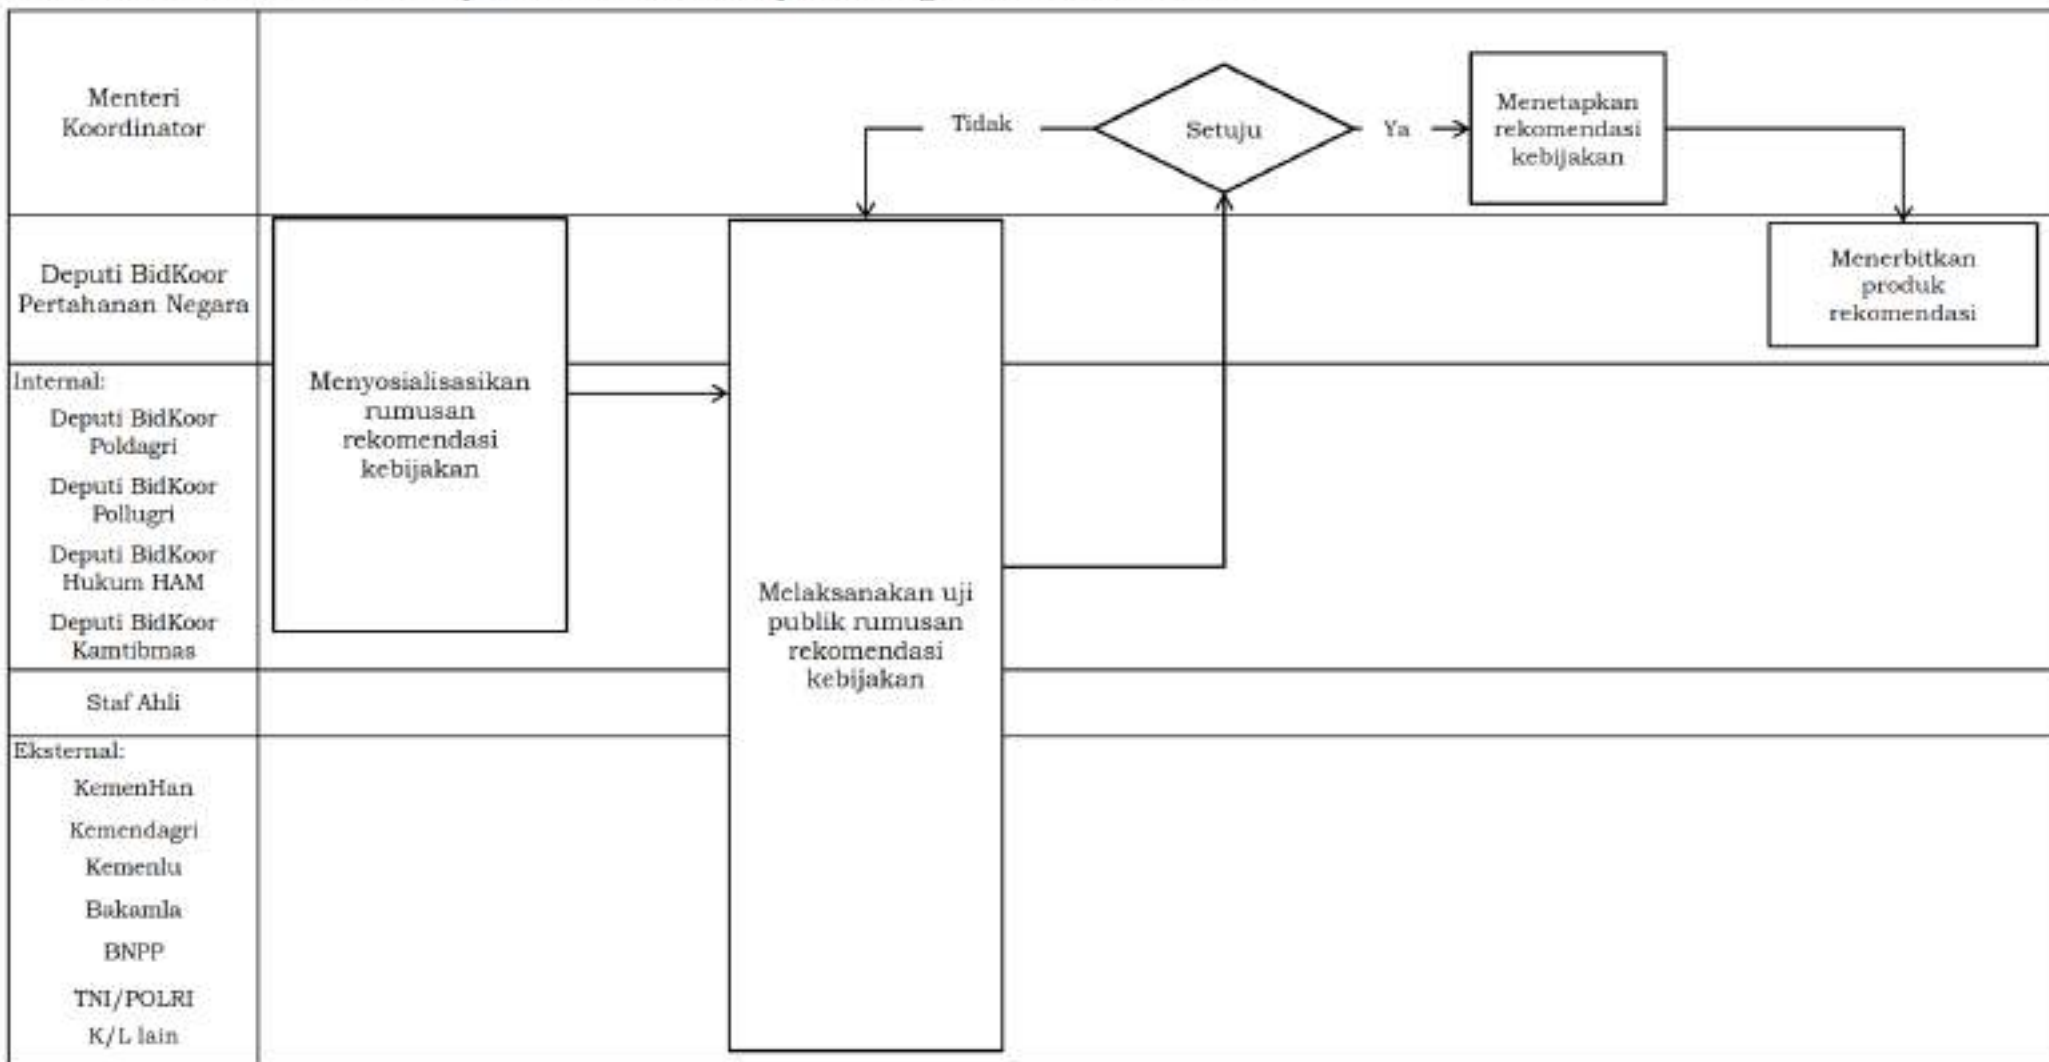 Menteri
Koordinator
Tidak
Setuju
Ya
Menetapkan
rekomendasi
kebijakan
Deputi BidKoor
Pertahanan Negara
Menerbitkan
produk
rekomendasi
Menyosialisasikan
rumusan
rekomendasi
kebijakan
Internal:
Deputi BidKoor
Poldagri
Deputi BidKoor
Pollugri
Deputi BidKoor
Hukum HAM
Deputi BidKoor
Kamtibmas
Melaksanakan uji
publik rumusan
rekomendasi
kebijakan
Staf Ahli
Eksternal:
KemenHan
Kemendagri
Kemenlu
Bakamla
BNPP
TNI/POLRI
K/L lain